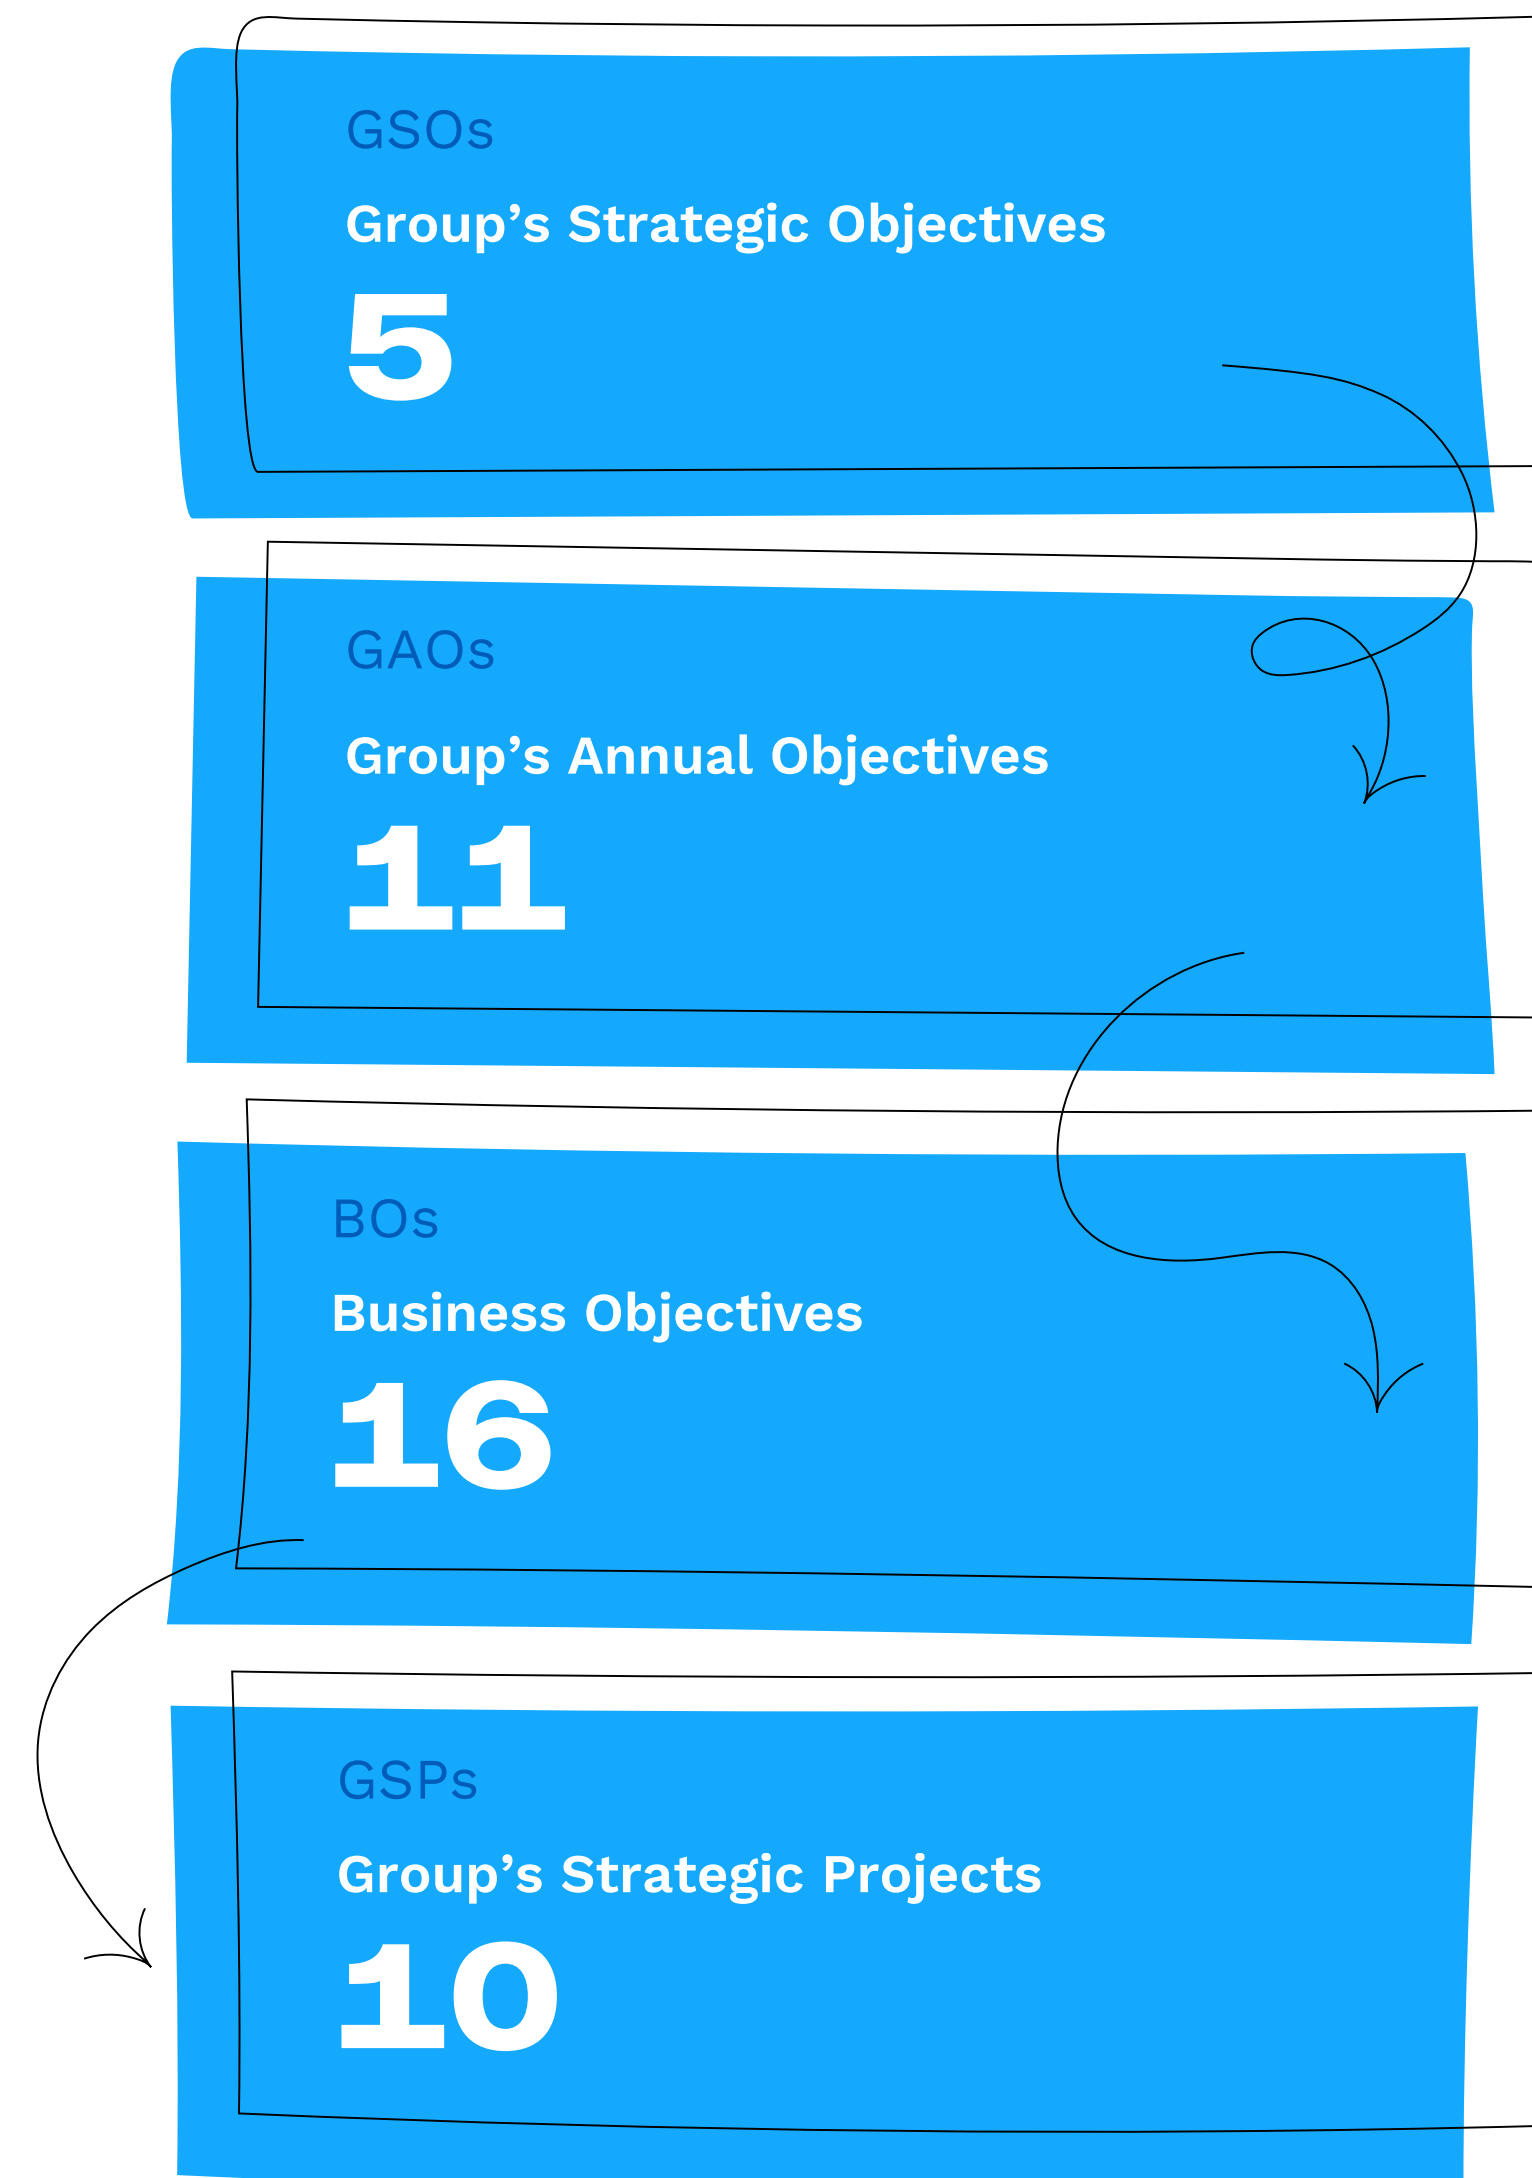 GSOs
Group’s Strategic Objectives
5
GAOs
Group’s Annual Objectives
11
BOs
Business Objectives
16
GSPs
Group’s Strategic Projects
10